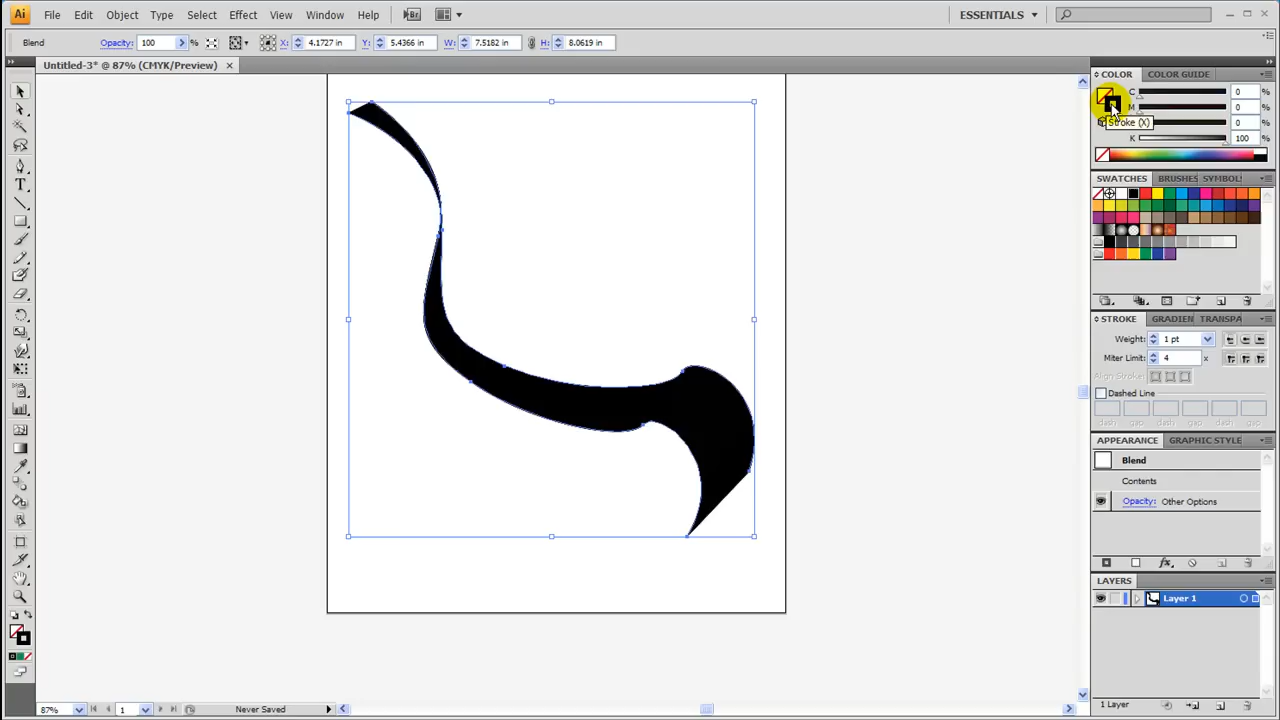 Ai File Edit Object Type Select Effect View Window Help Br ESSENTIALS
Blend Opacity: 100 % X: 4.1727 in Y: 5.4366 in W: 7.5182 in H: 8.0619 in
Untitled-3* @ 87% (CMYK/Preview)
COLOR COLOR GUIDE
C 0 %
M 0 %
Stroke (X) 0 %
K 100 %
SWATCHES BRUSHES SYMBOL
STROKE GRADIEN TRANSPA
Weight: 1 pt
Miter Limit: 4 x
Align Stroke:
Dashed Line
dash gap dash gap dash gap
APPEARANCE GRAPHIC STYLE
Blend
Contents
Opacity: Other Options
LAYERS
Layer 1
1 Layer
87% 1 Never Saved